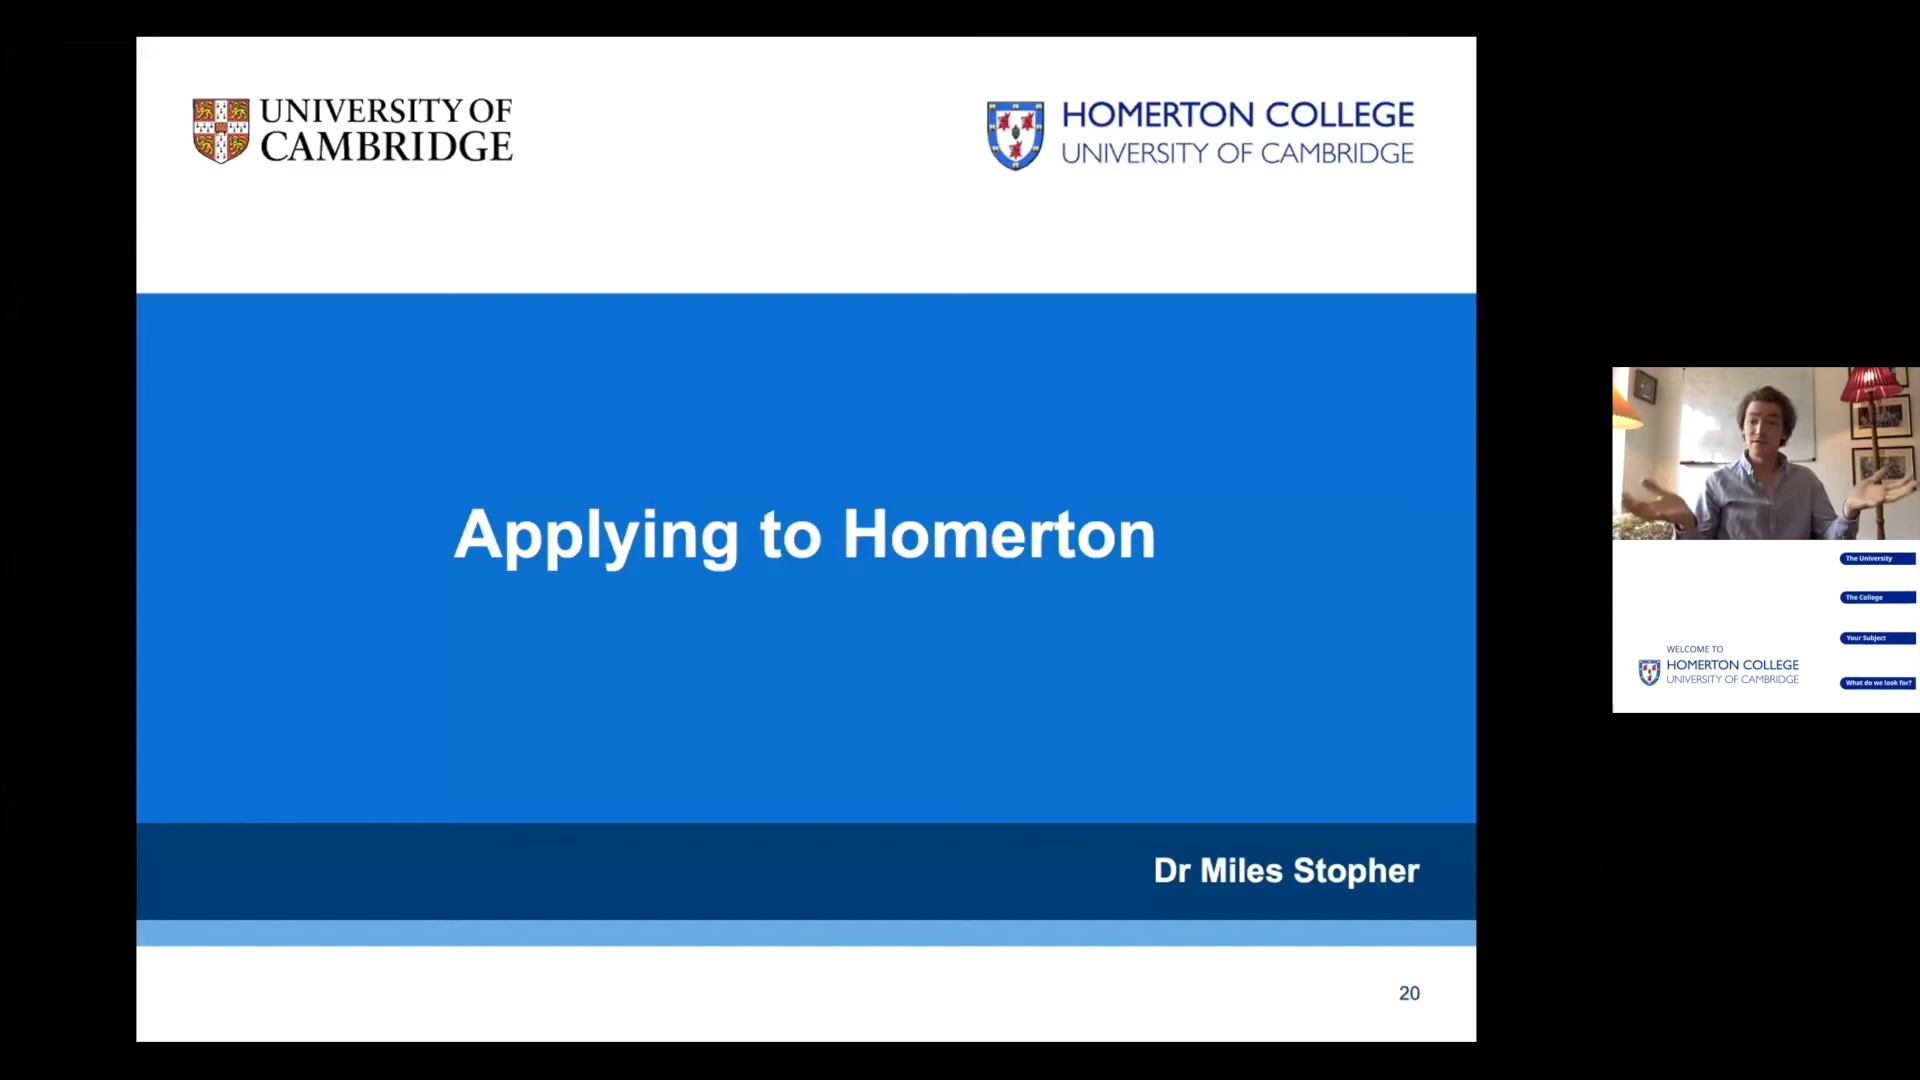 UNIVERSITY OF
CAMBRIDGE
HOMERTON COLLEGE
UNIVERSITY OF CAMBRIDGE
Applying to Homerton
Dr Miles Stopher
20
The University
The College
Your Subject
What do we look for?
WELCOME TO
HOMERTON COLLEGE
UNIVERSITY OF CAMBRIDGE